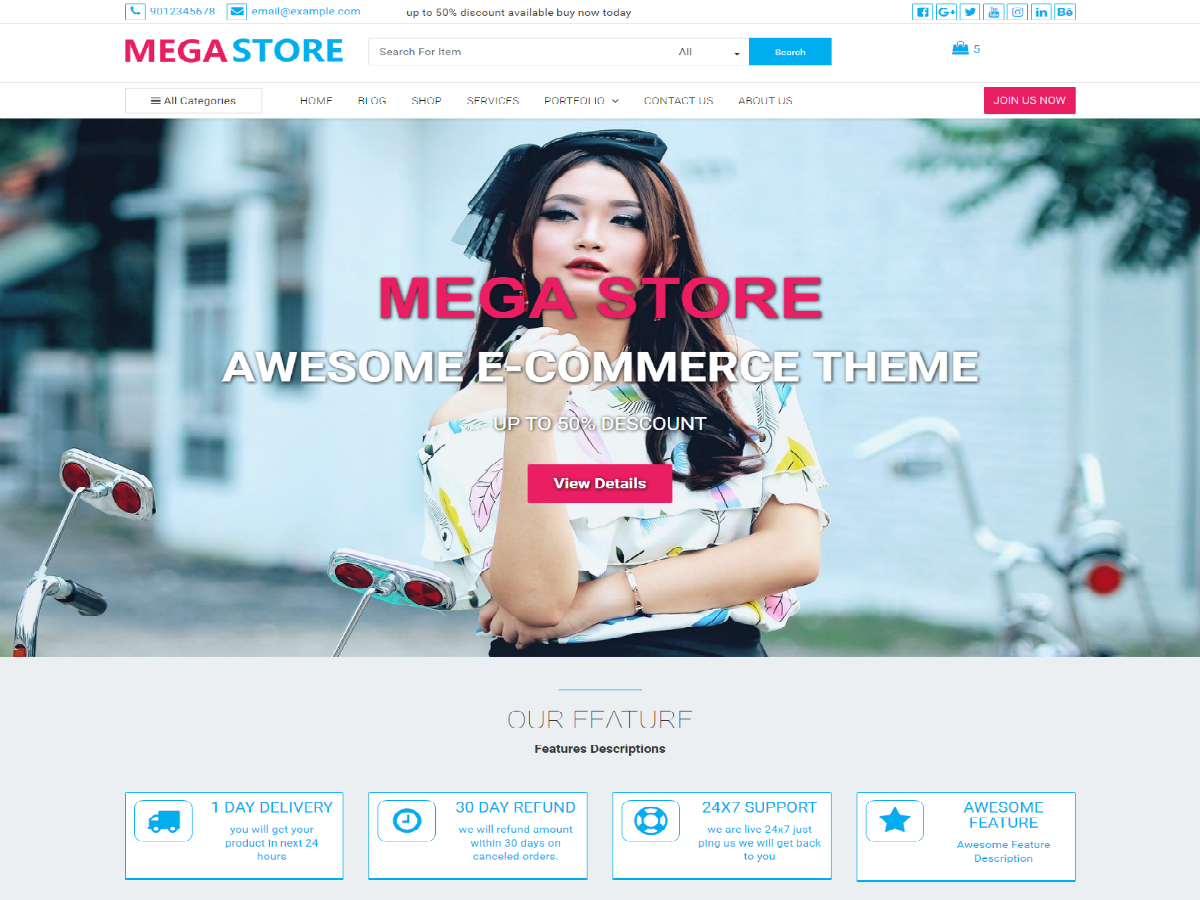 9012345678 email@example.com up to 50% discount available buy now today
MEGA STORE
Search For Item All Search 5
All Categories HOME BLOG SHOP SERVICES PORTFOLIO CONTACT US ABOUT US JOIN US NOW
MEGA STORE
AWESOME E-COMMERCE THEME
UP TO 50% DESCOUNT
View Details
OUR FEATURE
Features Descriptions
1 DAY DELIVERY
you will get your
product in next 24
hours
30 DAY REFUND
we will refund amount
within 30 days on
canceled orders.
24X7 SUPPORT
we are live 24x7 just
ping us we will get back
to you
AWESOME
FEATURE
Awesome Feature
Description